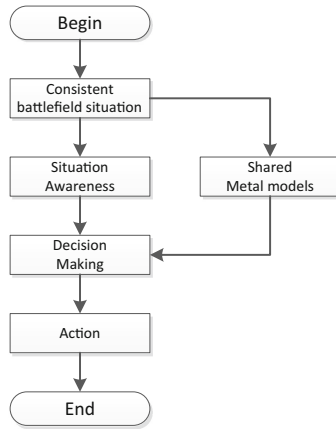 Begin
Consistent
battlefield situation
Situation
Awareness
Shared
Metal models
Decision
Making
Action
End